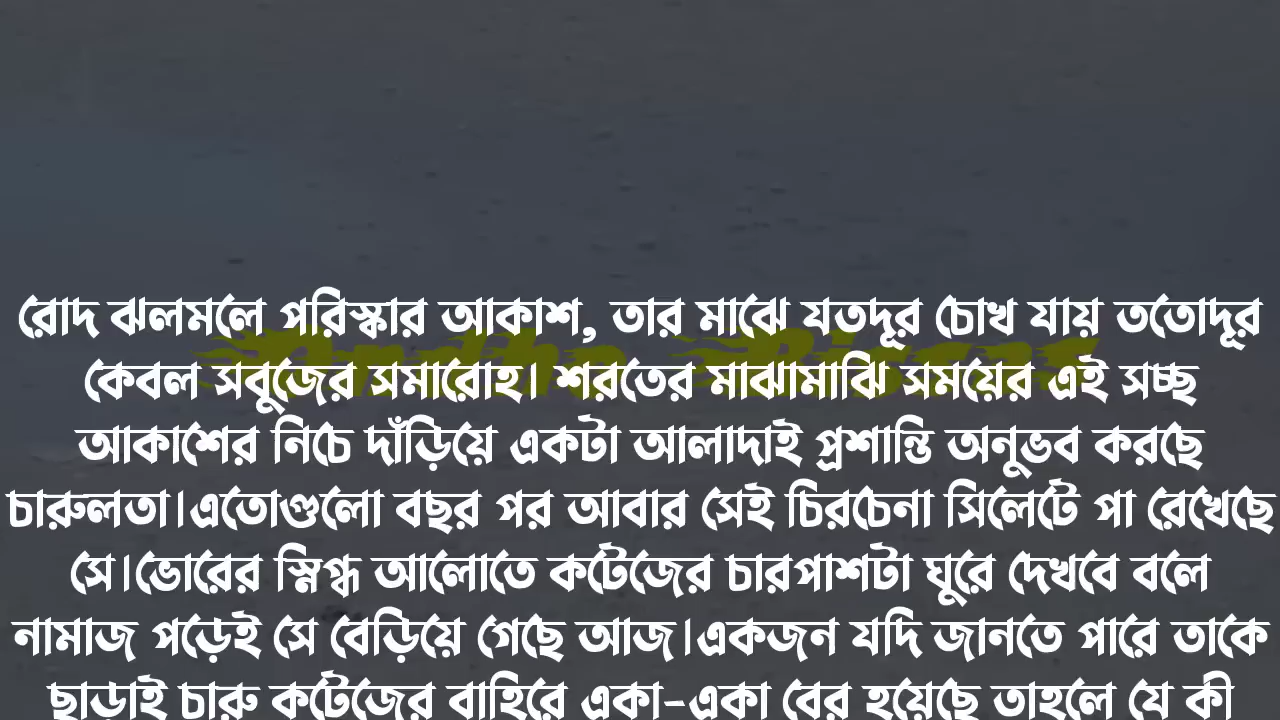 রোদ ঝলমলে পরিস্কার আকাশ, তার মাঝে যতদূর চোখ যায় ততোদূর
কেবল সবুজের সমারোহ। শরতের মাঝামাঝি সময়ের এই সচ্ছ
আকাশের নিচে দাঁড়িয়ে একটা আলাদাই প্রশান্তি অনুভব করছে
চারুলতা।এতোগুলো বছর পর আবার সেই চিরচেনা সিলেটে পা রেখেছে
সে।ভোরের স্নিগ্ধ আলোতে কটেজের চারপাশটা ঘুরে দেখবে বলে
নামাজ পড়েই সে বেড়িয়ে গেছে আজ।একজন যদি জানতে পারে তাকে
ছাড়াই চারু কটেজের বাহিরে একা-একা বের হয়েছে তাহলে যে কী